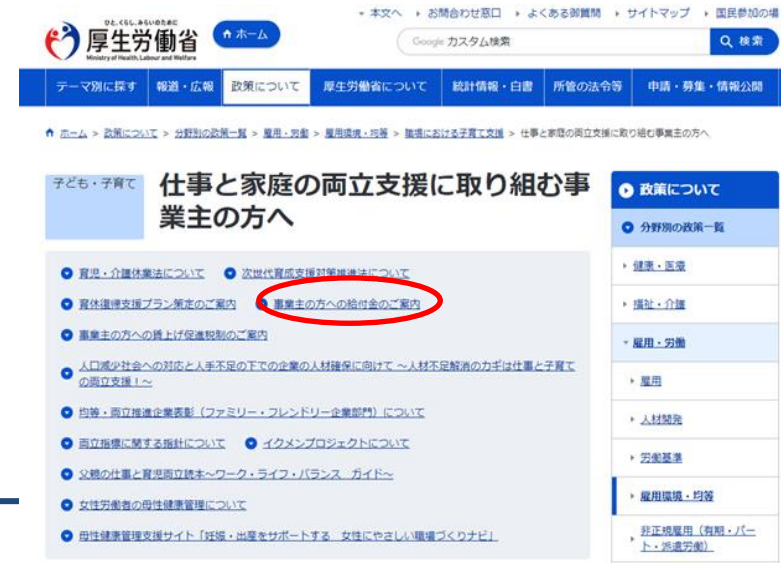 本文へ お問合わせ窓口 よくある御質問 サイトマップ 国民参加の場
ひと、くらし、みらいのために
厚生労働省
Ministry of Health, Labour and Welfare
ホーム
Google カスタム検索
検索
テーマ別に探す 報道・広報 政策について 厚生労働省について 統計情報・白書 所管の法令等 申請・募集・情報公開
ホーム > 政策について > 分野別の政策一覧 > 雇用・労働 > 雇用環境・均等 > 職場における子育て支援 > 仕事と家庭の両立支援に取り組む事業主の方へ
子ども・子育て
仕事と家庭の両立支援に取り組む事
業主の方へ
育児・介護休業法について 次世代育成支援対策推進法について
育休復帰支援プラン策定のご案内 事業主の方への給付金のご案内
事業主の方への賃上げ促進税制のご案内
人口減少社会への対応と人手不足の下での企業の人材確保に向けて ～人材不足解消のカギは仕事と子育て
の両立支援！～
均等・両立推進企業表彰（ファミリー・フレンドリー企業部門）について
両立指標に関する指針について イクメンプロジェクトについて
父親の仕事と育児両立読本～ワーク・ライフ・バランス ガイド～
女性労働者の母性健康管理について
母性健康管理支援サイト「妊娠・出産をサポートする 女性にやさしい職場づくりナビ」
政策について
分野別の政策一覧
健康・医療
福祉・介護
雇用・労働
雇用
人材開発
労働基準
雇用環境・均等
非正規雇用（有期・パー
ト・派遣労働）